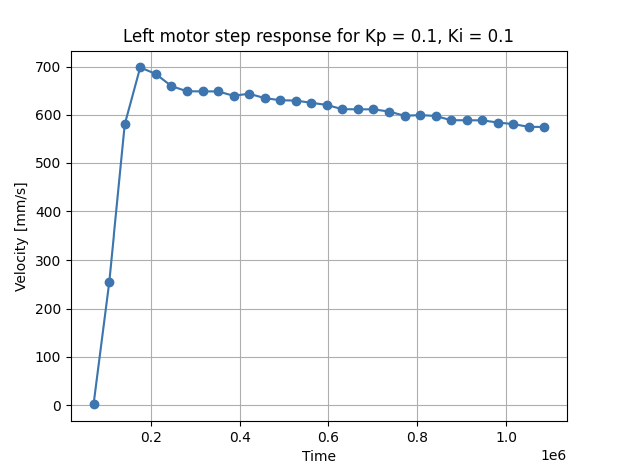 Left motor step response for Kp = 0.1, Ki = 0.1
Velocity [mm/s]
700
600
500
400
300
200
100
0
0.2 0.4 0.6 0.8 1.0
1e6
Time